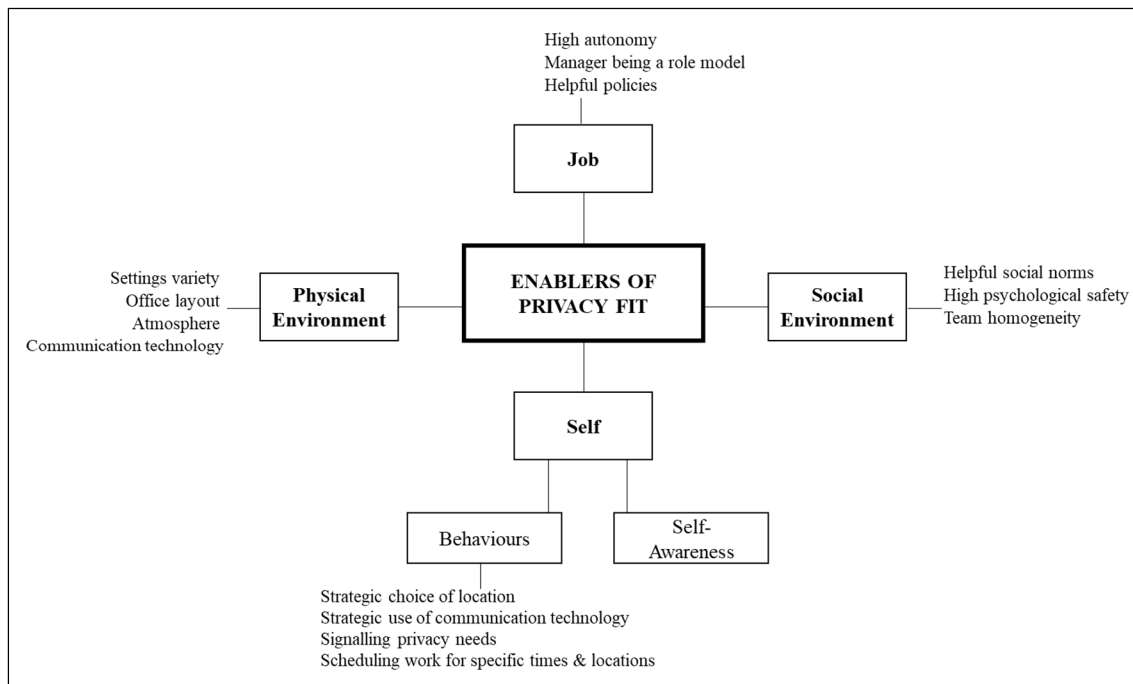 High autonomy
Manager being a role model
Helpful policies
Job
Settings variety
Office layout
Atmosphere
Communication technology
Physical
Environment
ENABLERS OF
PRIVACY FIT
Social
Environment
Helpful social norms
High psychological safety
Team homogeneity
Self
Behaviours
Self-
Awareness
Strategic choice of location
Strategic use of communication technology
Signalling privacy needs
Scheduling work for specific times & locations